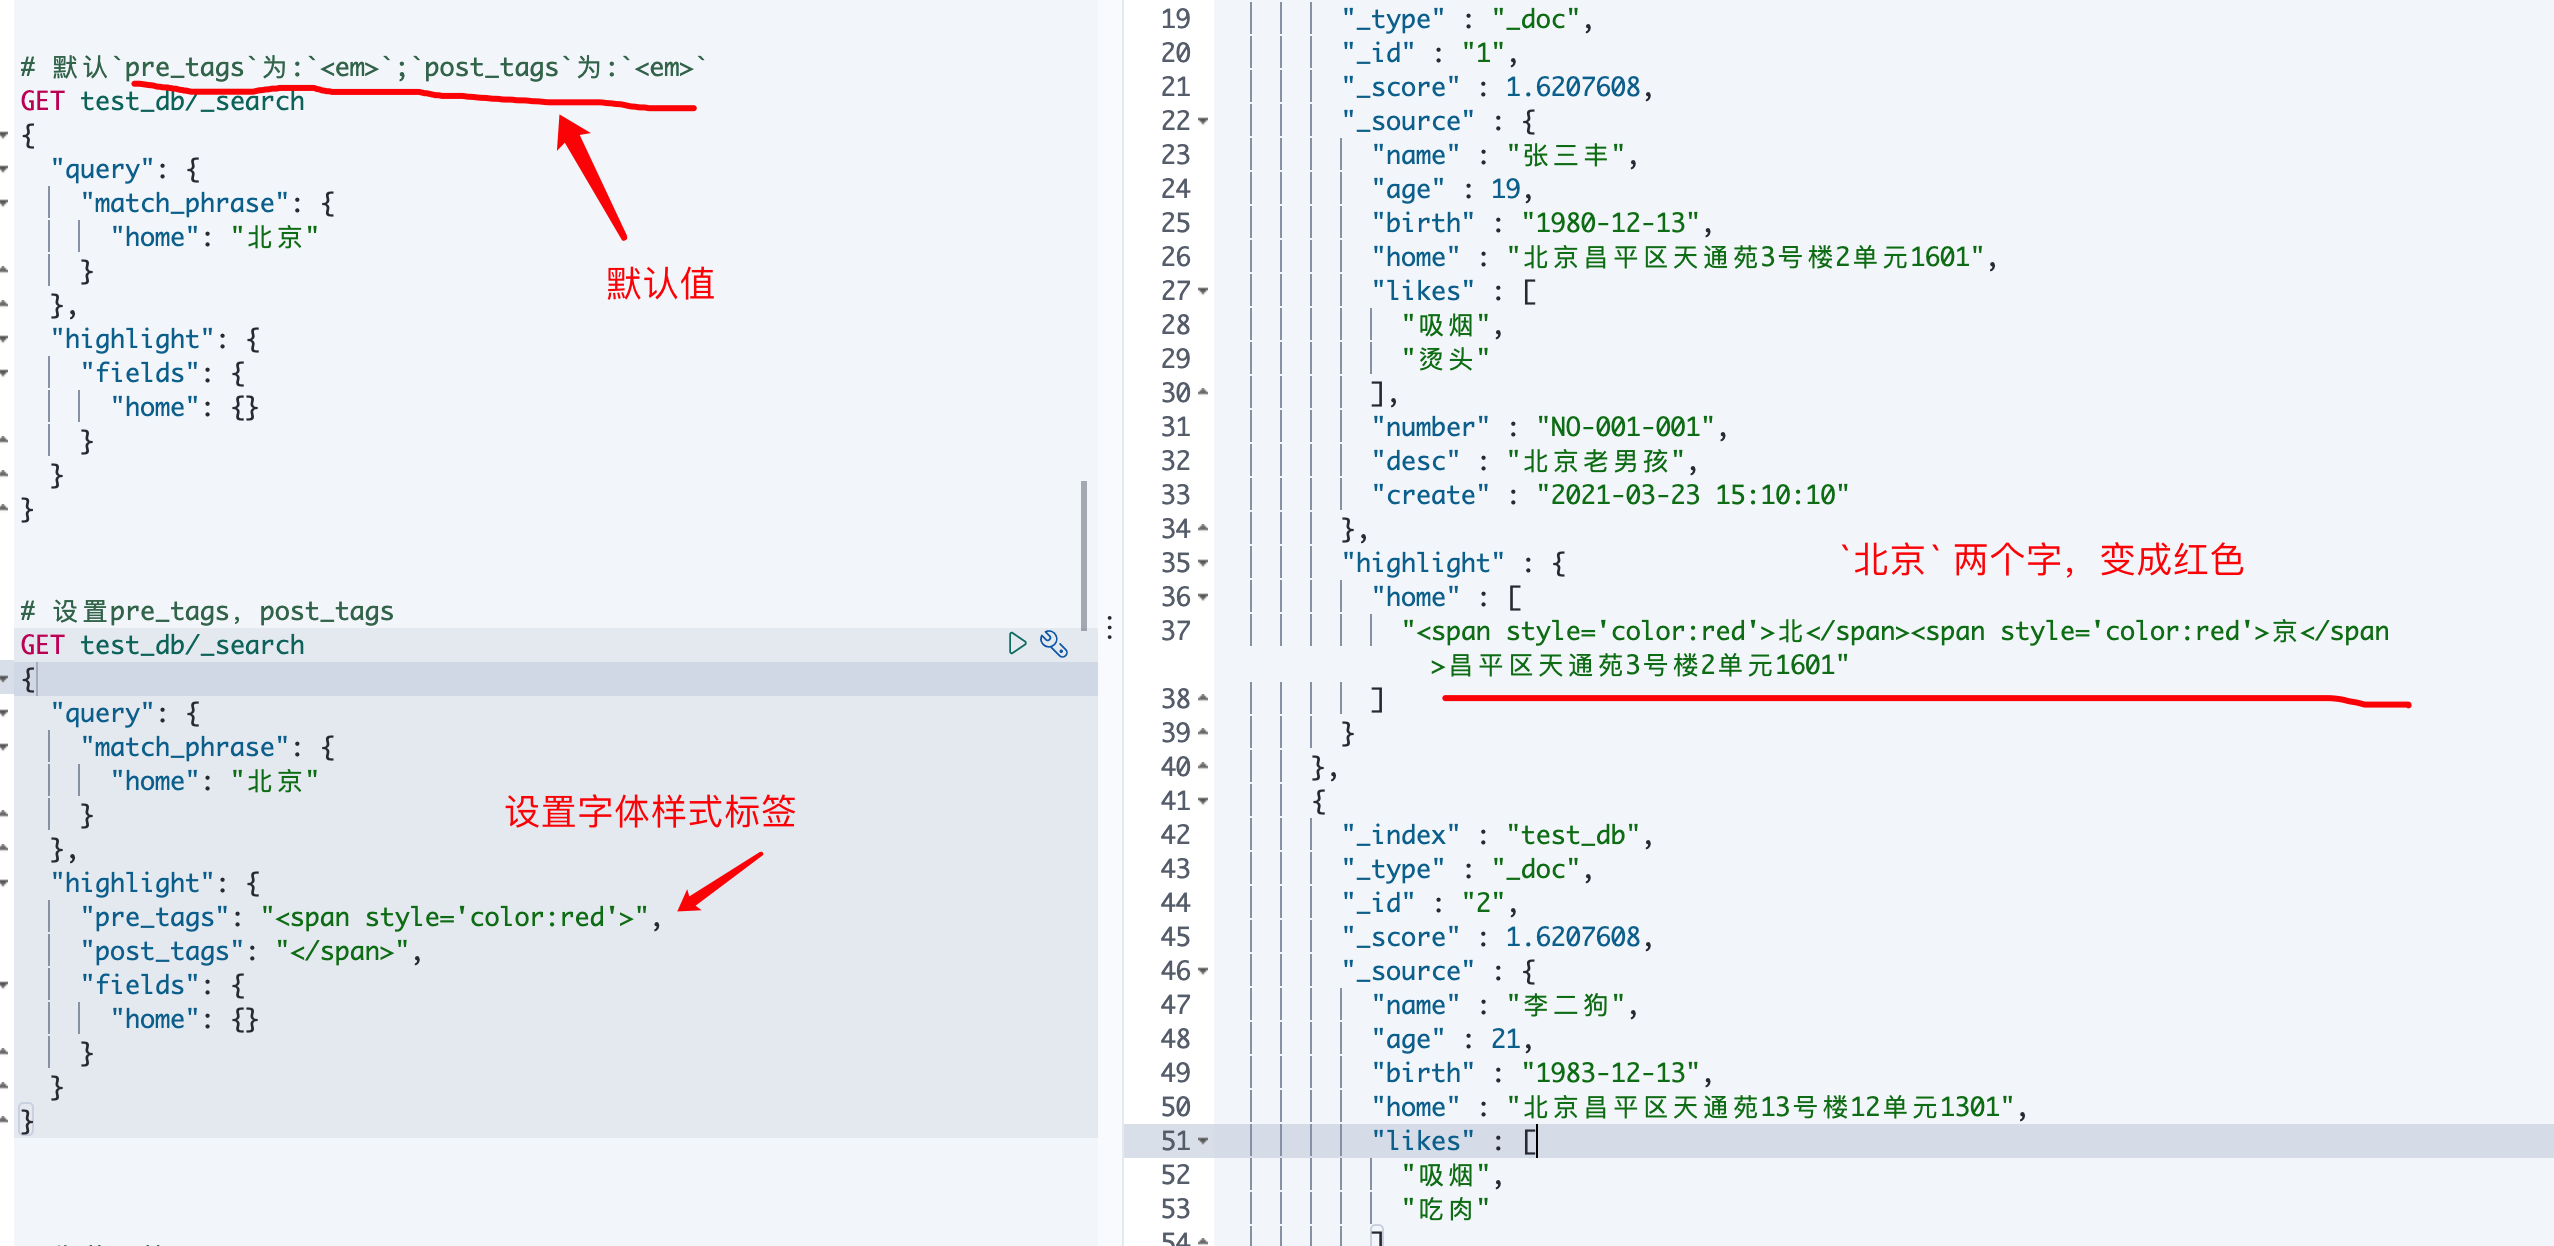 # 默认`pre_tags`为:`<em>`;`post_tags`为:`<em>`
GET test_db/_search
{
"query": {
"match_phrase": {
"home": "北京"
}
},
"highlight": {
"fields": {
"home": {}
}
}
}
默认值
# 设置pre_tags, post_tags
GET test_db/_search
{
"query": {
"match_phrase": {
"home": "北京"
}
},
"highlight": {
"pre_tags": "<span style='color:red'>",
"post_tags": "</span>",
"fields": {
"home": {}
}
}
}
设置字体样式标签
19 "_type" : "_doc",
20 "_id" : "1",
21 "_score" : 1.6207608,
22 "_source" : {
23 "name" : "张三丰",
24 "age" : 19,
25 "birth" : "1980-12-13",
26 "home" : "北京昌平区天通苑3号楼2单元1601",
27 "likes" : [
28 "吸烟",
29 "烫头"
30 ],
31 "number" : "NO-001-001",
32 "desc" : "北京老男孩",
33 "create" : "2021-03-23 15:10:10"
34 },
35 "highlight" : {
`北京`两个字，变成红色
36 "home" : [
37 "<span style='color:red'>北</span><span style='color:red'>京</span
>昌平区天通苑3号楼2单元1601"
38 ]
39 }
40 },
41 {
42 "_index" : "test_db",
43 "_type" : "_doc",
44 "_id" : "2",
45 "_score" : 1.6207608,
46 "_source" : {
47 "name" : "李二狗",
48 "age" : 21,
49 "birth" : "1983-12-13",
50 "home" : "北京昌平区天通苑13号楼12单元1301",
51 "likes" : [
52 "吸烟",
53 "吃肉"
54 ]